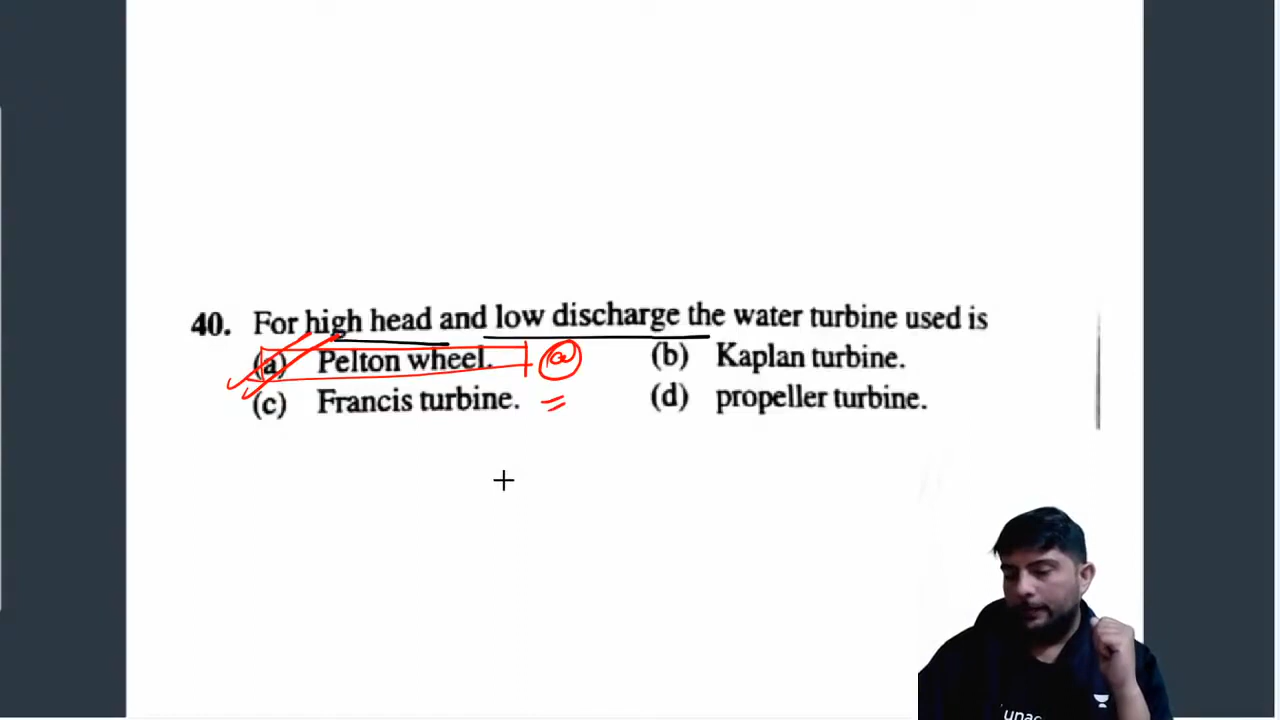 40. For high head and low discharge the water turbine used is
(a) Pelton wheel. @ (b) Kaplan turbine.
(c) Francis turbine. (d) propeller turbine.